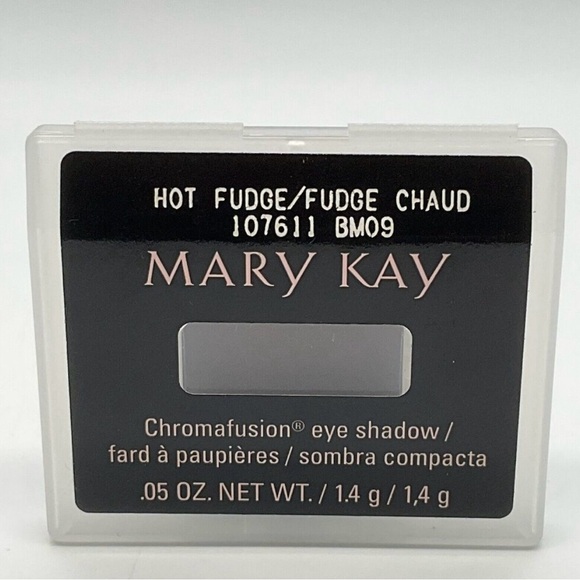 HOT FUDGE/FUDGE CHAUD
107611 BM09
MARY KAY
Chromafusion® eye shadow /
fard à paupières / sombra compacta
.05 OZ. NET WT. / 1.4 g / 1,4 g